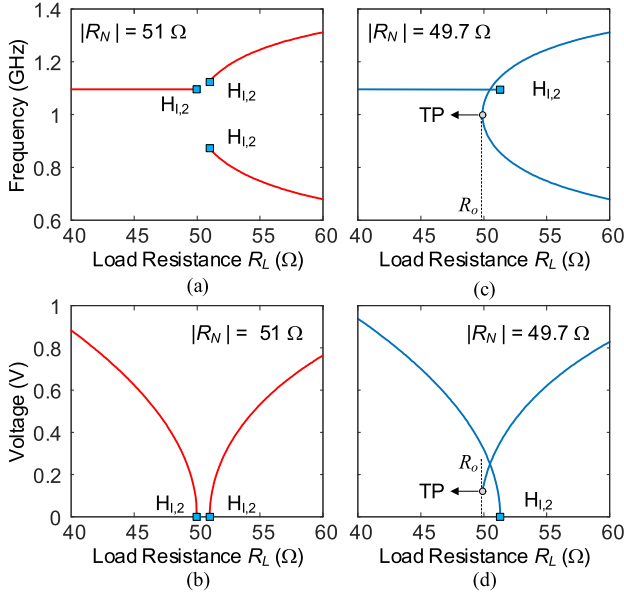 |R_N| = 51 Ω
H_I,2
H_I,2
H_I,2
Frequency (GHz)
1.4
1.2
1
0.8
0.6
40 45 50 55 60
Load Resistance R_L (Ω)
(a)
|R_N| = 49.7 Ω
H_I,2
TP
R_o
40 45 50 55 60
Load Resistance R_L (Ω)
(c)
|R_N| = 51 Ω
H_I,2 H_I,2
Voltage (V)
1
0.8
0.6
0.4
0.2
0
40 45 50 55 60
Load Resistance R_L (Ω)
(b)
|R_N| = 49.7 Ω
R_o
TP
H_I,2
40 45 50 55 60
Load Resistance R_L (Ω)
(d)